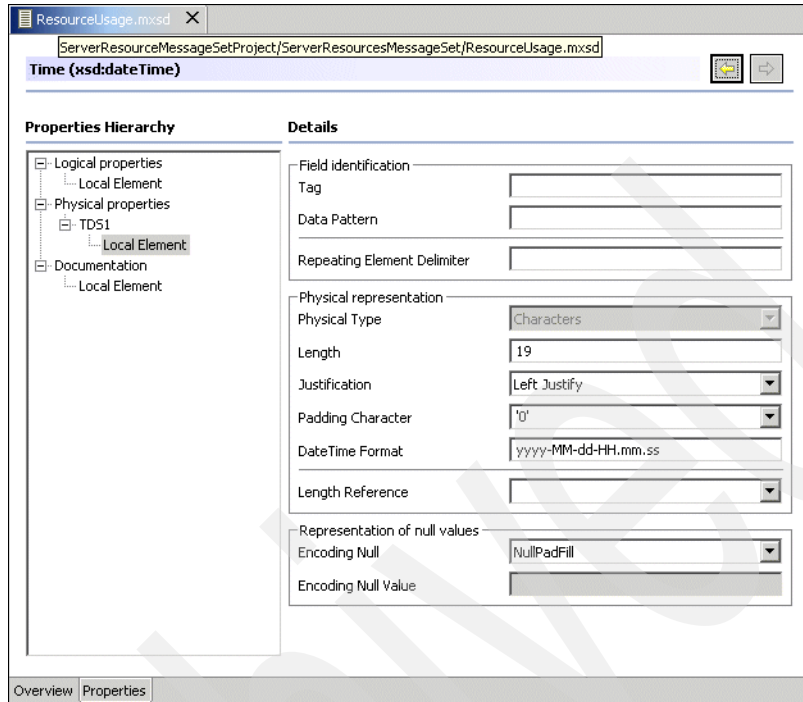 ResourceUsage.mxsd X
ServerResourceMessageSetProject/ServerResourcesMessageSet/ResourceUsage.mxsd
Time (xsd:dateTime)
Properties Hierarchy
Logical properties
Local Element
Physical properties
TDS1
Local Element
Documentation
Local Element
Details
Field identification
Tag
Data Pattern
Repeating Element Delimiter
Physical representation
Physical Type Characters
Length 19
Justification Left Justify
Padding Character '0'
DateTime Format yyyy-MM-dd-HH.mm.ss
Length Reference
Representation of null values
Encoding Null NullPadFill
Encoding Null Value
Overview Properties